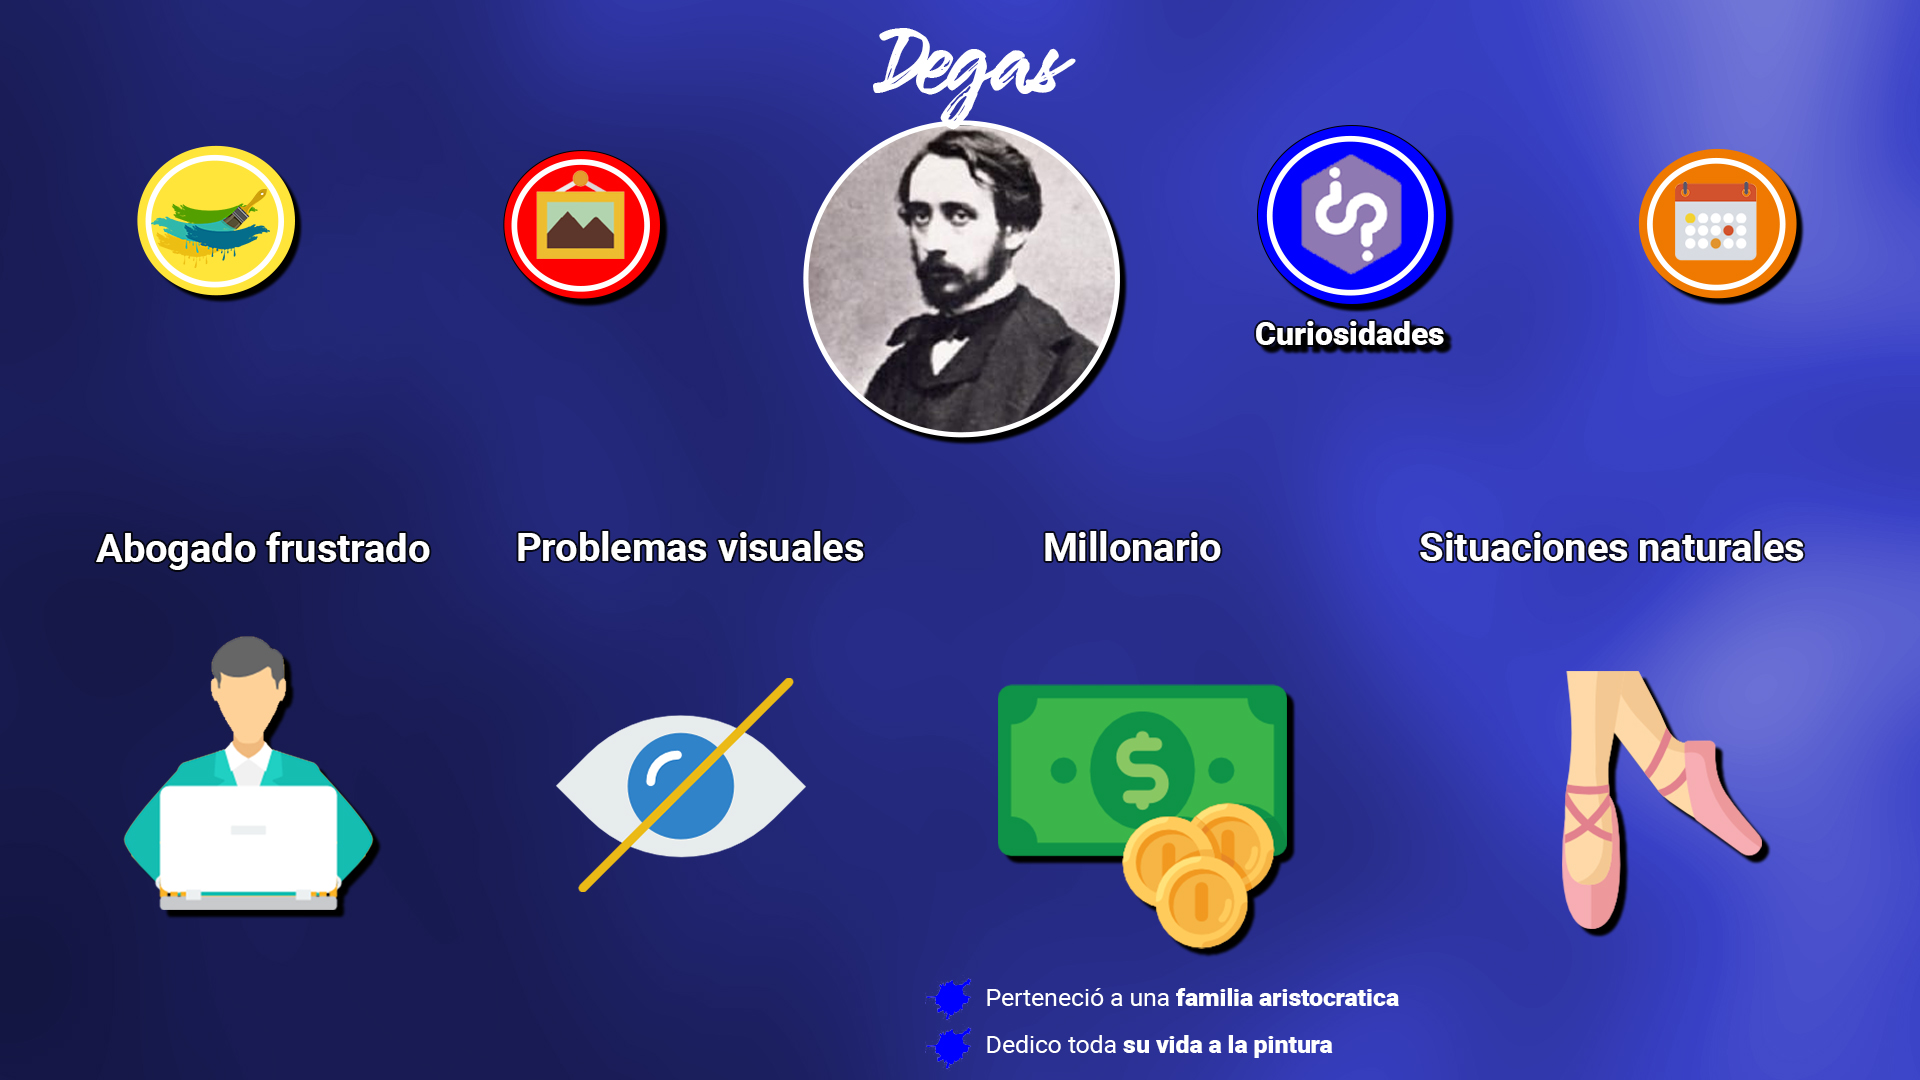 Degas
Curiosidades
Abogado frustrado
Problemas visuales
Millonario
Situaciones naturales
Perteneció a una familia aristocratica
Dedico toda su vida a la pintura